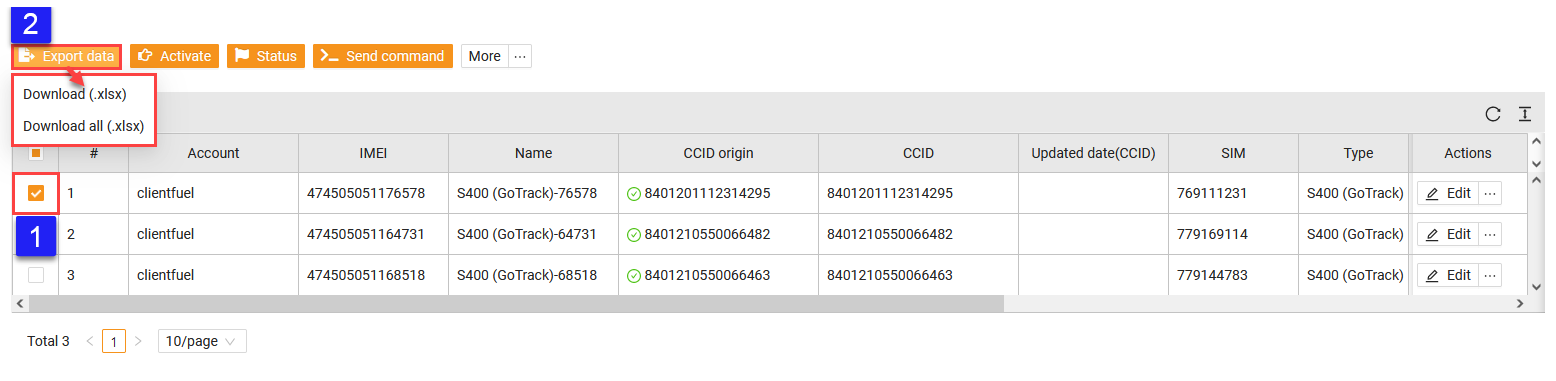 2
Export data Activate Status Send command More ···
Download (.xlsx)
Download all (.xlsx)
# Account IMEI Name CCID origin CCID Updated date(CCID) SIM Type Actions
1 clientfuel 474505051176578 S400 (GoTrack)-76578 8401201112314295 8401201112314295 769111231 S400 (GoTrack) Edit ···
1
2 clientfuel 474505051164731 S400 (GoTrack)-64731 8401210550066482 8401210550066482 779169114 S400 (GoTrack) Edit ···
3 clientfuel 474505051168518 S400 (GoTrack)-68518 8401210550066463 8401210550066463 779144783 S400 (GoTrack) Edit ···
Total 3 < 1 > 10/page